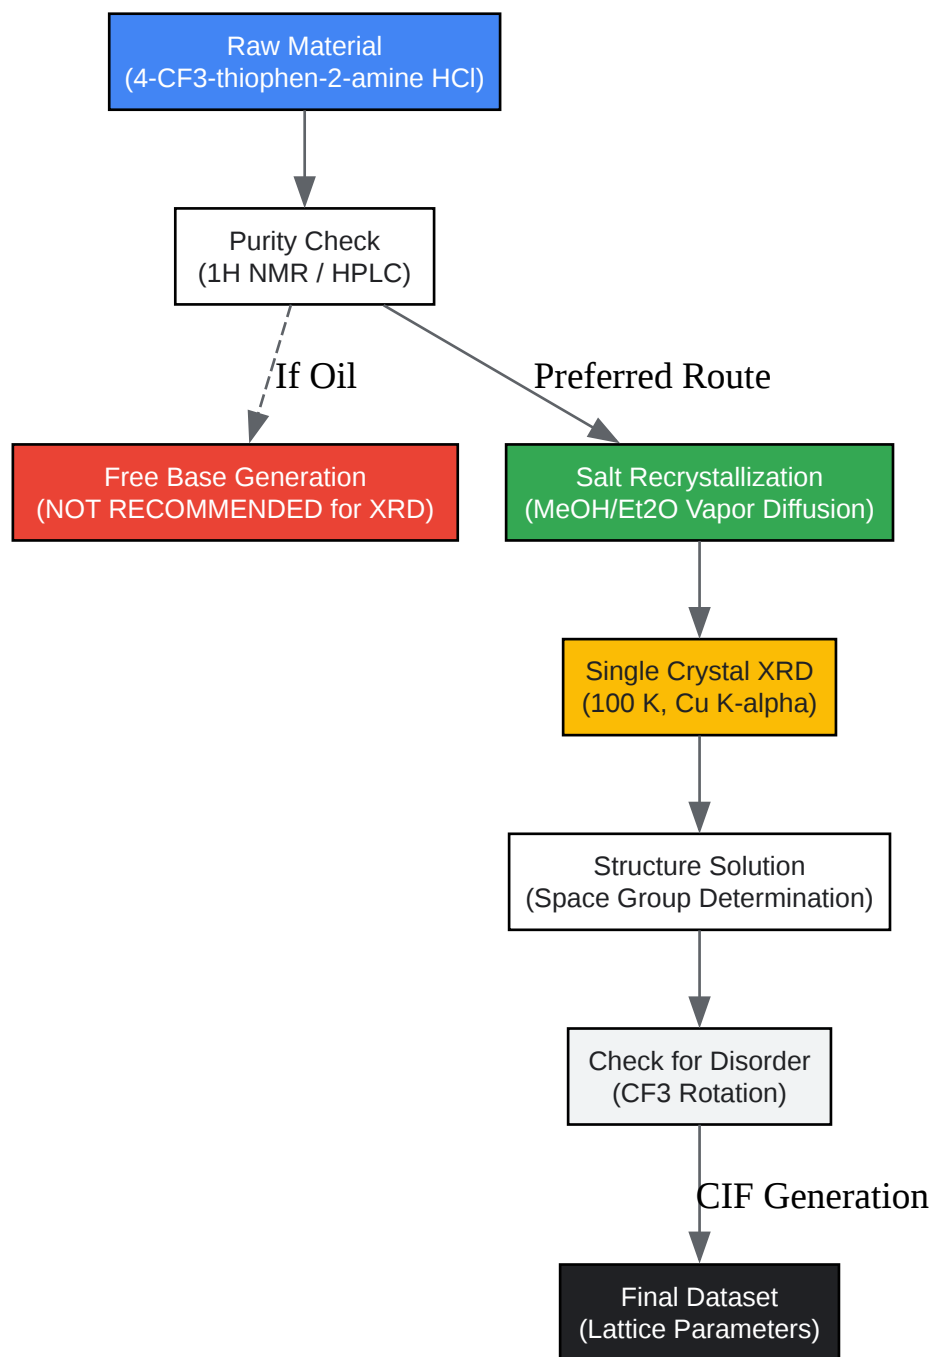 Raw Material
(4-CF3-thiophen-2-amine HCl)
Purity Check
(1H NMR / HPLC)
If Oil
Preferred Route
Free Base Generation
(NOT RECOMMENDED for XRD)
Salt Recrystallization
(MeOH/Et2O Vapor Diffusion)
Single Crystal XRD
(100 K, Cu K-alpha)
Structure Solution
(Space Group Determination)
Check for Disorder
(CF3 Rotation)
CIF Generation
Final Dataset
(Lattice Parameters)